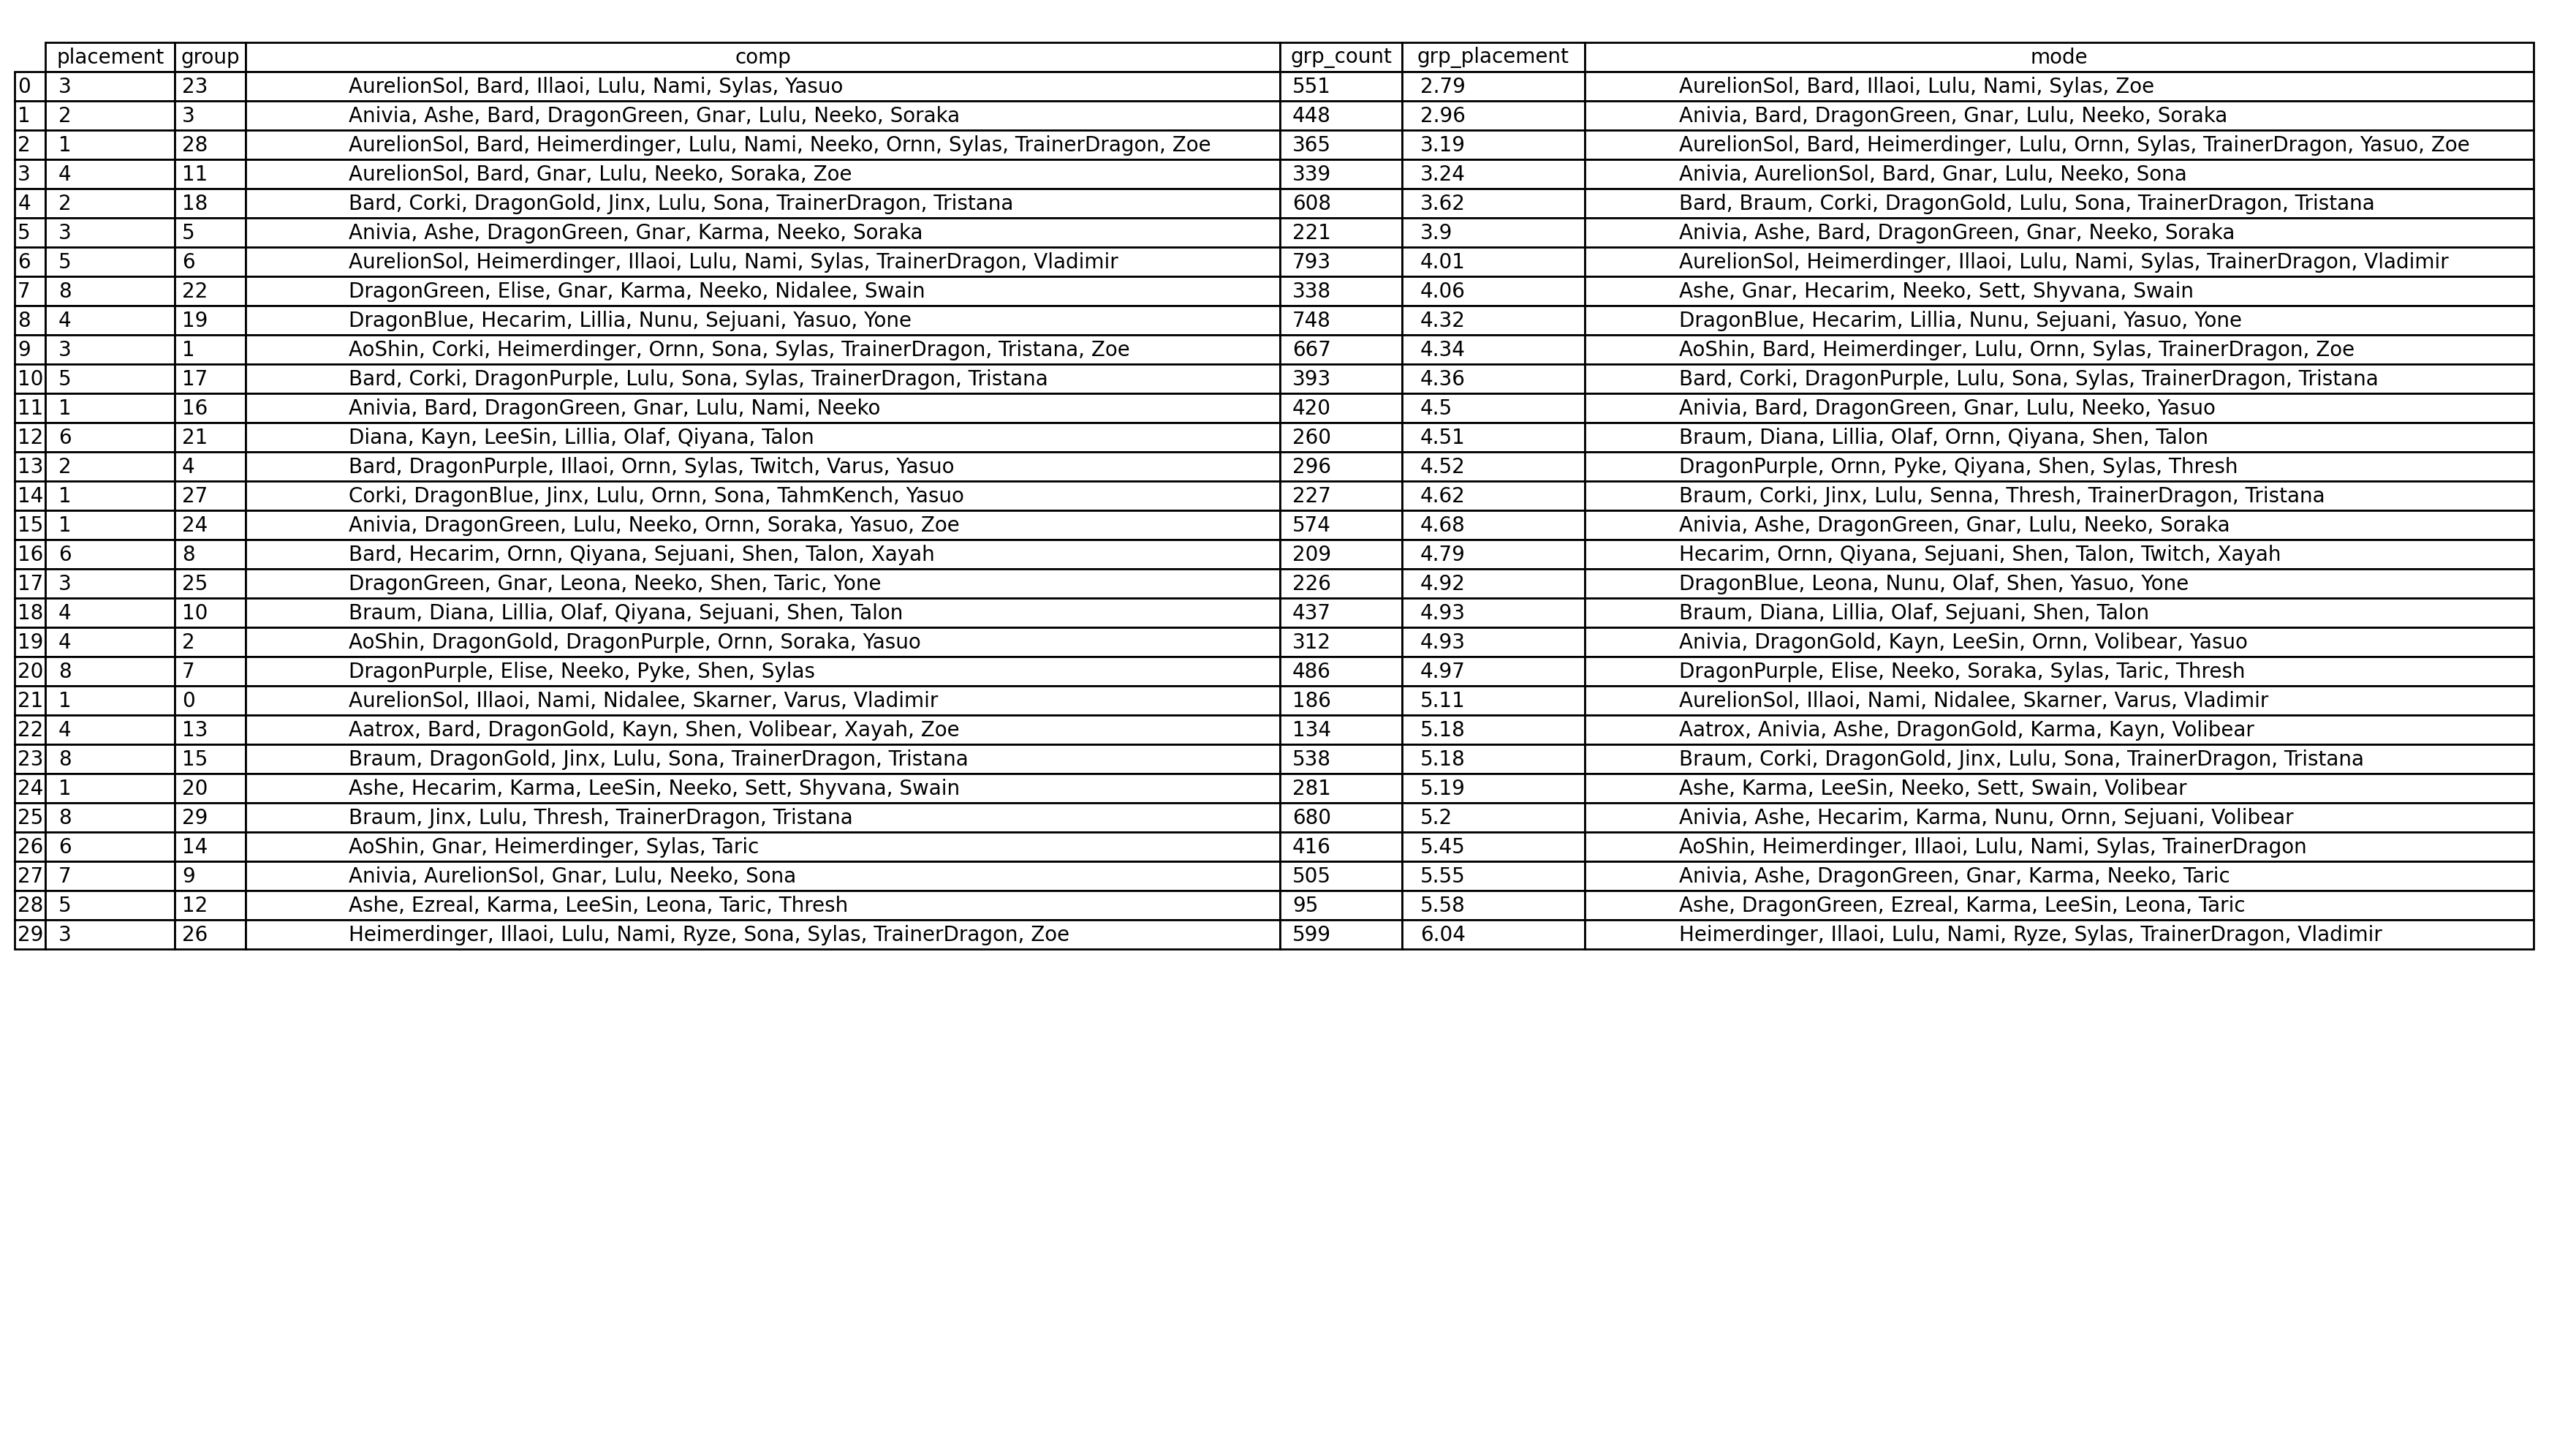 placement group comp grp_count grp_placement mode
0 3 23 AurelionSol, Bard, Illaoi, Lulu, Nami, Sylas, Yasuo 551 2.79 AurelionSol, Bard, Illaoi, Lulu, Nami, Sylas, Zoe
1 2 3 Anivia, Ashe, Bard, DragonGreen, Gnar, Lulu, Neeko, Soraka 448 2.96 Anivia, Bard, DragonGreen, Gnar, Lulu, Neeko, Soraka
2 1 28 AurelionSol, Bard, Heimerdinger, Lulu, Nami, Neeko, Ornn, Sylas, TrainerDragon, Zoe 365 3.19 AurelionSol, Bard, Heimerdinger, Lulu, Ornn, Sylas, TrainerDragon, Yasuo, Zoe
3 4 11 AurelionSol, Bard, Gnar, Lulu, Neeko, Soraka, Zoe 339 3.24 Anivia, AurelionSol, Bard, Gnar, Lulu, Neeko, Sona
4 2 18 Bard, Corki, DragonGold, Jinx, Lulu, Sona, TrainerDragon, Tristana 608 3.62 Bard, Braum, Corki, DragonGold, Lulu, Sona, TrainerDragon, Tristana
5 3 5 Anivia, Ashe, DragonGreen, Gnar, Karma, Neeko, Soraka 221 3.9 Anivia, Ashe, Bard, DragonGreen, Gnar, Neeko, Soraka
6 5 6 AurelionSol, Heimerdinger, Illaoi, Lulu, Nami, Sylas, TrainerDragon, Vladimir 793 4.01 AurelionSol, Heimerdinger, Illaoi, Lulu, Nami, Sylas, TrainerDragon, Vladimir
7 8 22 DragonGreen, Elise, Gnar, Karma, Neeko, Nidalee, Swain 338 4.06 Ashe, Gnar, Hecarim, Neeko, Sett, Shyvana, Swain
8 4 19 DragonBlue, Hecarim, Lillia, Nunu, Sejuani, Yasuo, Yone 748 4.32 DragonBlue, Hecarim, Lillia, Nunu, Sejuani, Yasuo, Yone
9 3 1 AoShin, Corki, Heimerdinger, Ornn, Sona, Sylas, TrainerDragon, Tristana, Zoe 667 4.34 AoShin, Bard, Heimerdinger, Lulu, Ornn, Sylas, TrainerDragon, Zoe
10 5 17 Bard, Corki, DragonPurple, Lulu, Sona, Sylas, TrainerDragon, Tristana 393 4.36 Bard, Corki, DragonPurple, Lulu, Sona, Sylas, TrainerDragon, Tristana
11 1 16 Anivia, Bard, DragonGreen, Gnar, Lulu, Nami, Neeko 420 4.5 Anivia, Bard, DragonGreen, Gnar, Lulu, Neeko, Yasuo
12 6 21 Diana, Kayn, LeeSin, Lillia, Olaf, Qiyana, Talon 260 4.51 Braum, Diana, Lillia, Olaf, Ornn, Qiyana, Shen, Talon
13 2 4 Bard, DragonPurple, Illaoi, Ornn, Sylas, Twitch, Varus, Yasuo 296 4.52 DragonPurple, Ornn, Pyke, Qiyana, Shen, Sylas, Thresh
14 1 27 Corki, DragonBlue, Jinx, Lulu, Ornn, Sona, TahmKench, Yasuo 227 4.62 Braum, Corki, Jinx, Lulu, Senna, Thresh, TrainerDragon, Tristana
15 1 24 Anivia, DragonGreen, Lulu, Neeko, Ornn, Soraka, Yasuo, Zoe 574 4.68 Anivia, Ashe, DragonGreen, Gnar, Lulu, Neeko, Soraka
16 6 8 Bard, Hecarim, Ornn, Qiyana, Sejuani, Shen, Talon, Xayah 209 4.79 Hecarim, Ornn, Qiyana, Sejuani, Shen, Talon, Twitch, Xayah
17 3 25 DragonGreen, Gnar, Leona, Neeko, Shen, Taric, Yone 226 4.92 DragonBlue, Leona, Nunu, Olaf, Shen, Yasuo, Yone
18 4 10 Braum, Diana, Lillia, Olaf, Qiyana, Sejuani, Shen, Talon 437 4.93 Braum, Diana, Lillia, Olaf, Sejuani, Shen, Talon
19 4 2 AoShin, DragonGold, DragonPurple, Ornn, Soraka, Yasuo 312 4.93 Anivia, DragonGold, Kayn, LeeSin, Ornn, Volibear, Yasuo
20 8 7 DragonPurple, Elise, Neeko, Pyke, Shen, Sylas 486 4.97 DragonPurple, Elise, Neeko, Soraka, Sylas, Taric, Thresh
21 1 0 AurelionSol, Illaoi, Nami, Nidalee, Skarner, Varus, Vladimir 186 5.11 AurelionSol, Illaoi, Nami, Nidalee, Skarner, Varus, Vladimir
22 4 13 Aatrox, Bard, DragonGold, Kayn, Shen, Volibear, Xayah, Zoe 134 5.18 Aatrox, Anivia, Ashe, DragonGold, Karma, Kayn, Volibear
23 8 15 Braum, DragonGold, Jinx, Lulu, Sona, TrainerDragon, Tristana 538 5.18 Braum, Corki, DragonGold, Jinx, Lulu, Sona, TrainerDragon, Tristana
24 1 20 Ashe, Hecarim, Karma, LeeSin, Neeko, Sett, Shyvana, Swain 281 5.19 Ashe, Karma, LeeSin, Neeko, Sett, Swain, Volibear
25 8 29 Braum, Jinx, Lulu, Thresh, TrainerDragon, Tristana 680 5.2 Anivia, Ashe, Hecarim, Karma, Nunu, Ornn, Sejuani, Volibear
26 6 14 AoShin, Gnar, Heimerdinger, Sylas, Taric 416 5.45 AoShin, Heimerdinger, Illaoi, Lulu, Nami, Sylas, TrainerDragon
27 7 9 Anivia, AurelionSol, Gnar, Lulu, Neeko, Sona 505 5.55 Anivia, Ashe, DragonGreen, Gnar, Karma, Neeko, Taric
28 5 12 Ashe, Ezreal, Karma, LeeSin, Leona, Taric, Thresh 95 5.58 Ashe, DragonGreen, Ezreal, Karma, LeeSin, Leona, Taric
29 3 26 Heimerdinger, Illaoi, Lulu, Nami, Ryze, Sona, Sylas, TrainerDragon, Zoe 599 6.04 Heimerdinger, Illaoi, Lulu, Nami, Ryze, Sylas, TrainerDragon, Vladimir